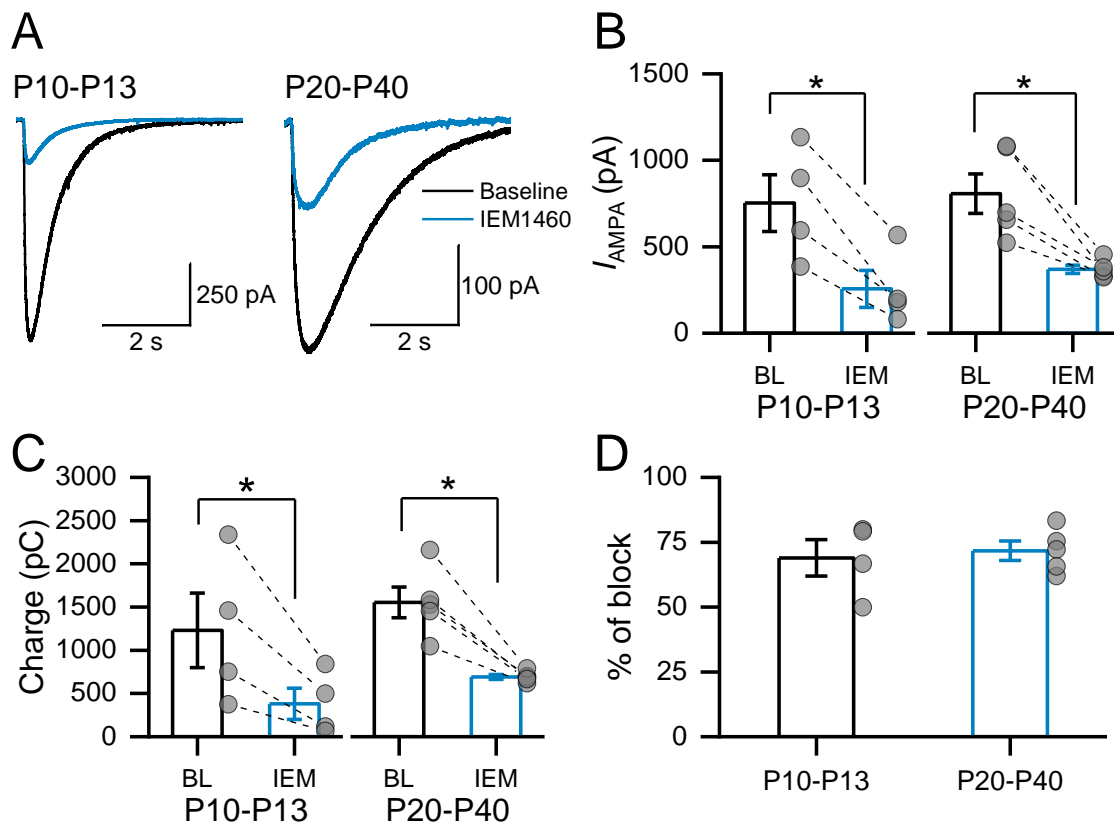 A
P10-P13
P20-P40
Baseline
IEM1460
250 pA
2 s
100 pA
2 s
B
1500
1000
500
0
I_AMPA (pA)
*
*
BL
IEM
BL
IEM
P10-P13
P20-P40
C
3000
2500
2000
1500
1000
500
0
Charge (pC)
*
*
BL
IEM
BL
IEM
P10-P13
P20-P40
D
100
75
50
25
0
% of block
P10-P13
P20-P40